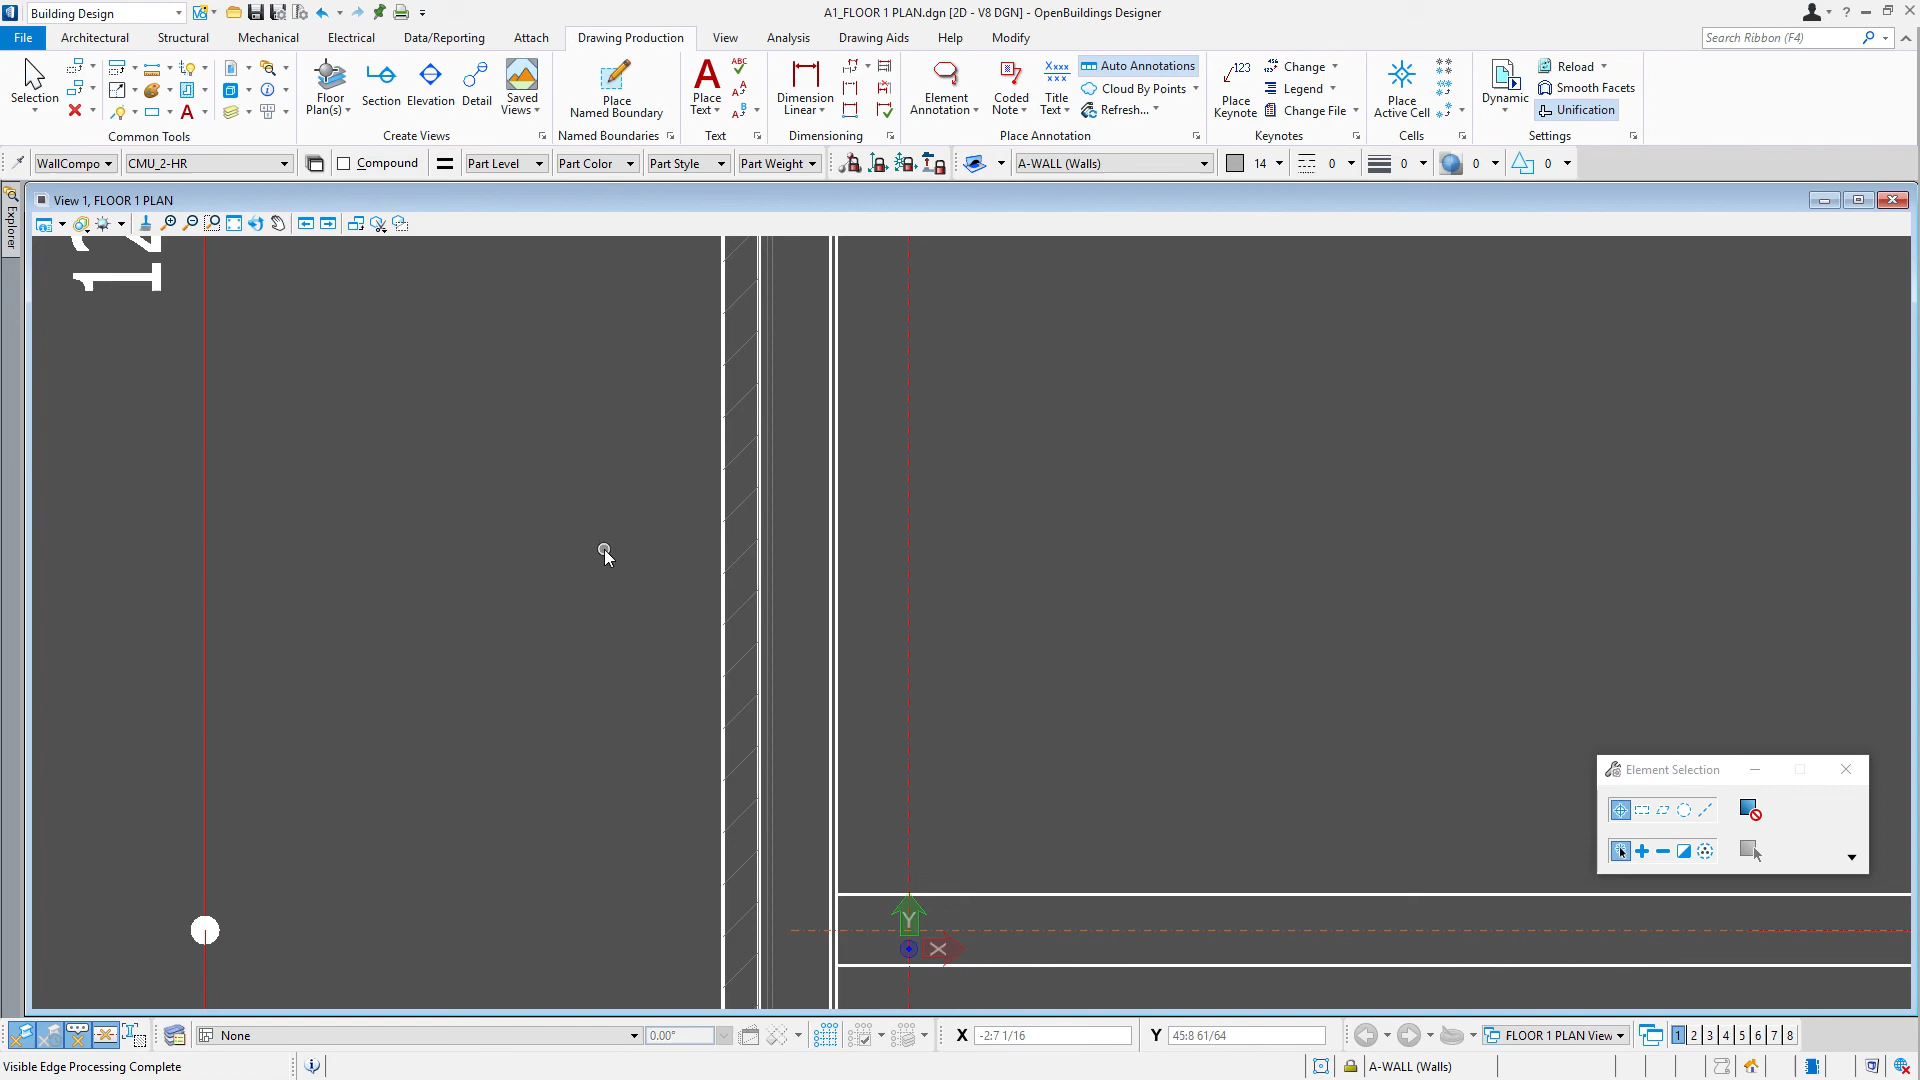 Building Design
A1_FLOOR 1 PLAN.dgn [2D - V8 DGN] - OpenBuildings Designer
File Architectural Structural Mechanical Electrical Data/Reporting Attach Drawing Production View Analysis Drawing Aids Help Modify
Search Ribbon (F4)
Selection
Common Tools
Floor Plan(s)
Section
Elevation
Detail
Saved Views
Create Views
Place Named Boundary
Named Boundaries
Place Text
Text
Dimension Linear
Dimensioning
Element Annotation
Coded Note
Title Text
Auto Annotations
Cloud By Points
Refresh...
Place Annotation
Place Keynote
Change
Legend
Change File
Keynotes
Place Active Cell
Cells
Dynamic
Reload
Smooth Facets
Unification
Settings
WallCompo CMU_2-HR Compound Part Level Part Color Part Style Part Weight A-WALL (Walls) 14 0 0 0 0
Explorer
View 1, FLOOR 1 PLAN
12
Y
X
Element Selection
None 0.00° X -2:7 1/16 Y 45:8 61/64 FLOOR 1 PLAN View 1 2 3 4 5 6 7 8
Visible Edge Processing Complete
A-WALL (Walls)